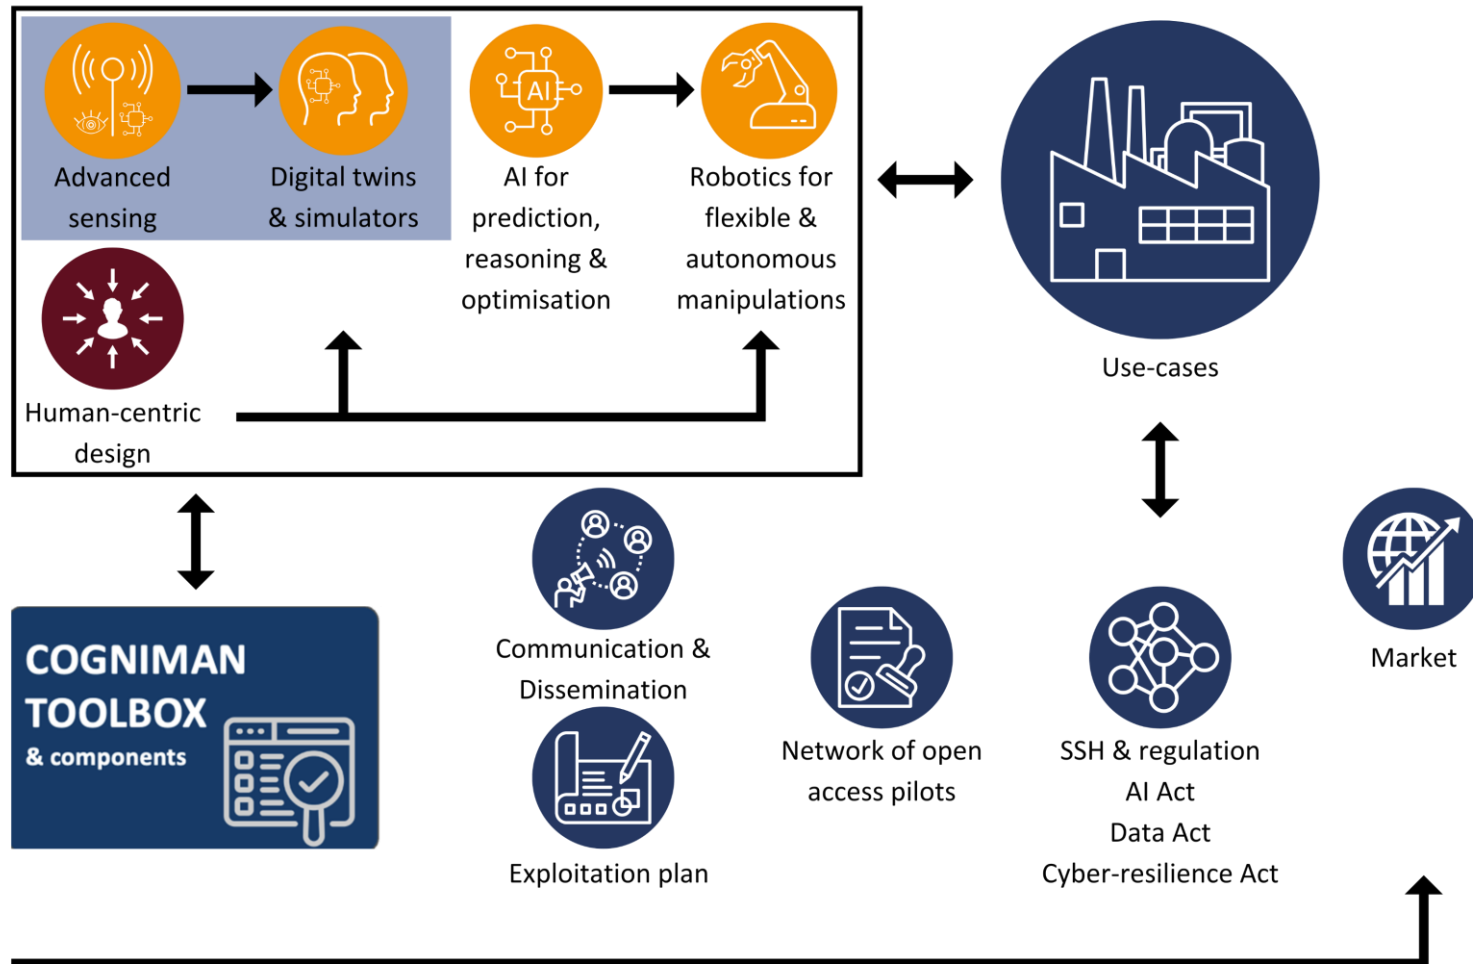 Advanced
sensing
Digital twins
& simulators
AI
AI for
prediction,
reasoning &
optimisation
Robotics for
flexible &
autonomous
manipulations
Human-centric
design
Use-cases
COGNIMAN
TOOLBOX
& components
Communication &
Dissemination
Exploitation plan
Network of open
access pilots
SSH & regulation
AI Act
Data Act
Cyber-resilience Act
Market